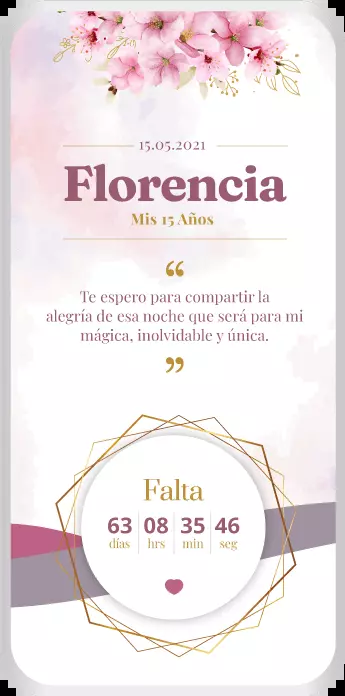 15.05.2021
Florencia
Mis 15 Años
“
Te espero para compartir la
alegría de esa noche que será para mi
mágica, inolvidable y única.
”
Falta
63 08 35 46
días hrs min seg